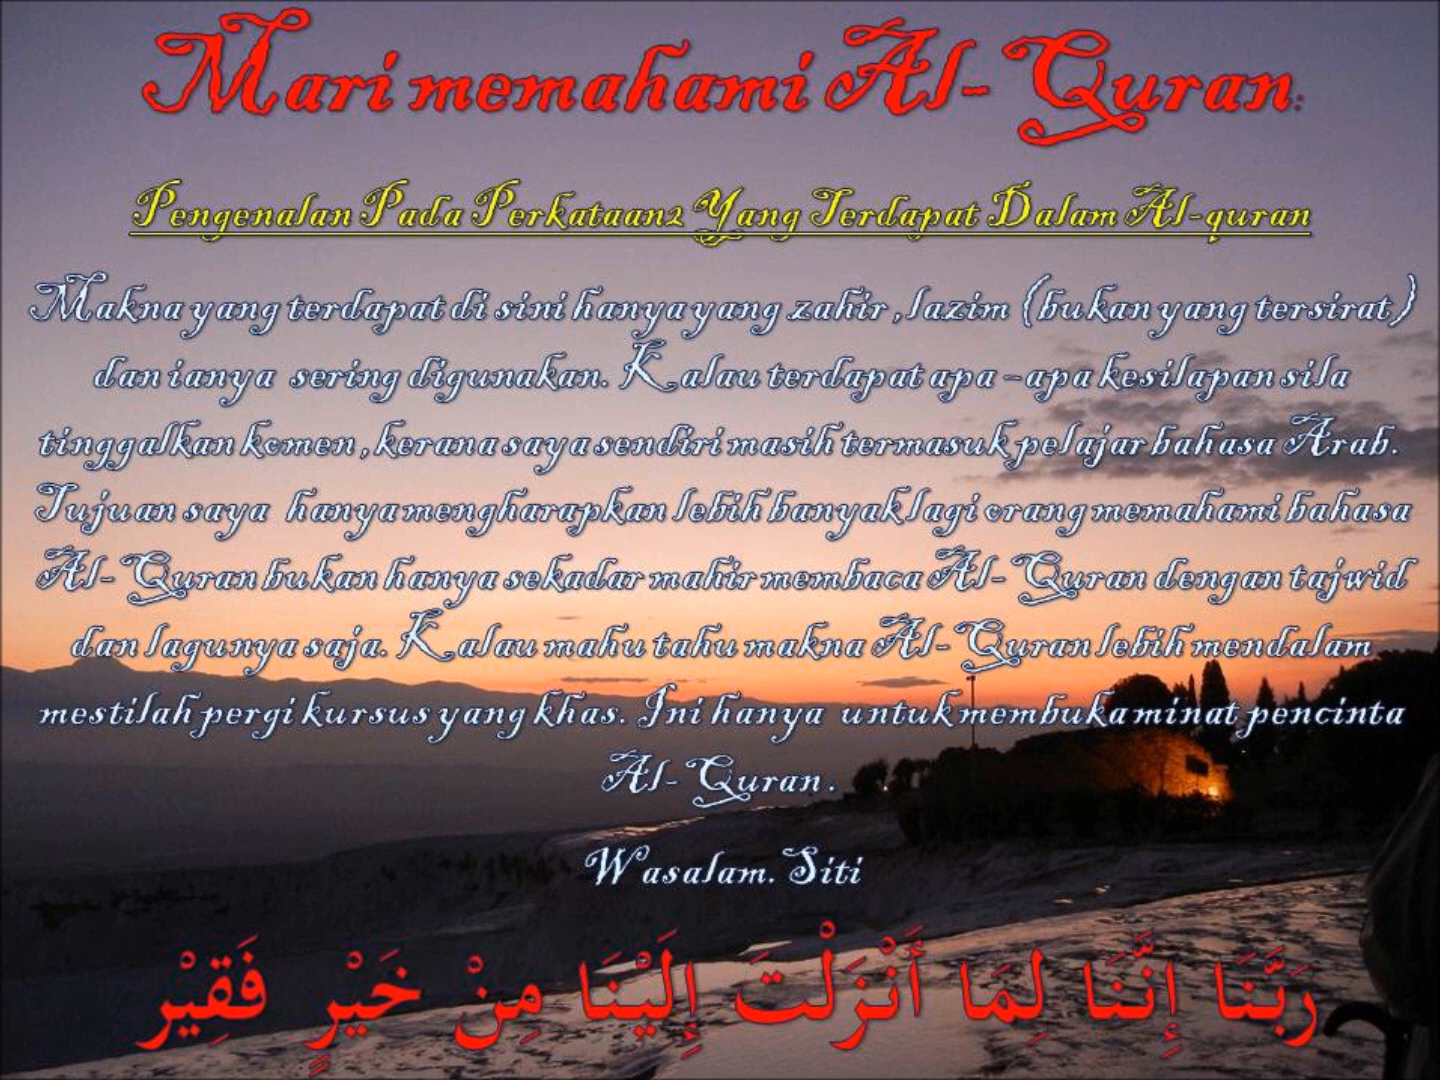 Mari memahami Al-Quran:
Pengenalan Pada Perkataan2 Yang Terdapat Dalam Al-quran
Makna yang terdapat di sini hanya yang zahir, lazim (bukan yang tersirat)
dan ianya sering digunakan. Kalau terdapat apa –apa kesilapan sila
tinggalkan komen, kerana saya sendiri masih termasuk pelajar bahasa Arab.
Tujuan saya hanya mengharapkan lebih banyak lagi orang memahami bahasa
Al-Quran bukan hanya sekadar mahir membaca Al-Quran dengan tajwid
dan lagunya saja. Kalau mahu tahu makna Al-Quran lebih mendalam
mestilah pergi kursus yang khas. Ini hanya untuk membuka minat pencinta
Al-Quran.
Wasalam. Siti
رَبَّنَا إِنَّنَا لِمَا أَنْزَلْتَ إِلَيْنَا مِنْ خَيْرٍ فَقِيْر